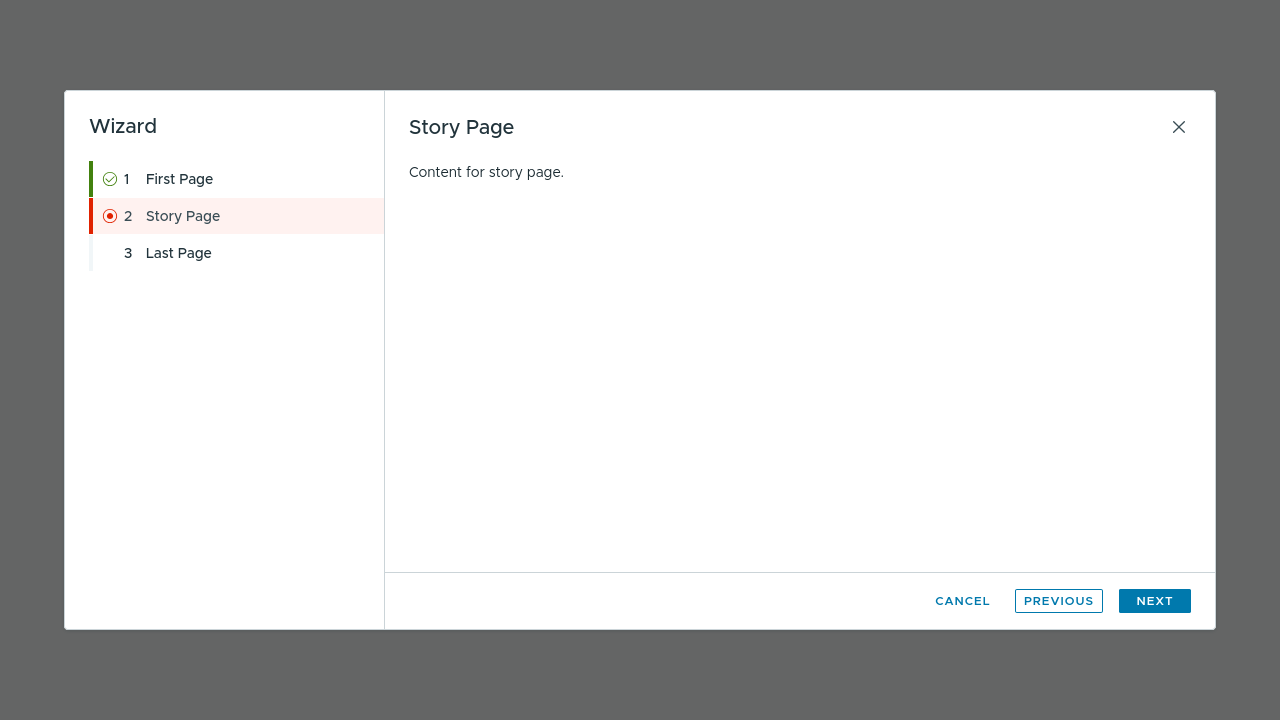 Wizard
1 First Page
2 Story Page
3 Last Page
Story Page
Content for story page.
CANCEL PREVIOUS NEXT